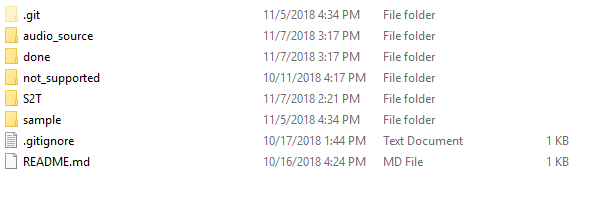 .git 11/5/2018 4:34 PM File folder
audio_source 11/7/2018 3:17 PM File folder
done 11/7/2018 3:17 PM File folder
not_supported 10/11/2018 4:17 PM File folder
S2T 11/7/2018 2:21 PM File folder
sample 11/5/2018 4:34 PM File folder
.gitignore 10/17/2018 1:44 PM Text Document 1 KB
README.md 10/16/2018 4:24 PM MD File 1 KB